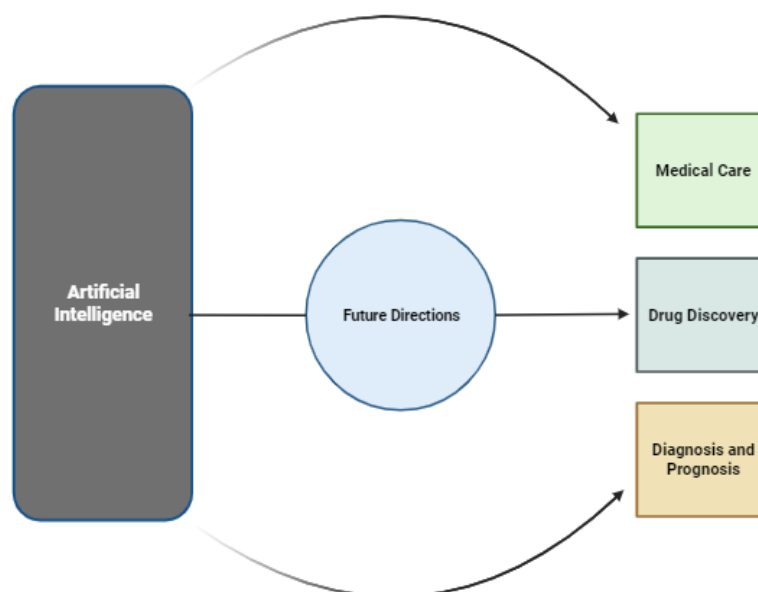 Artificial
Intelligence
Future Directions
Medical Care
Drug Discovery
Diagnosis and
Prognosis